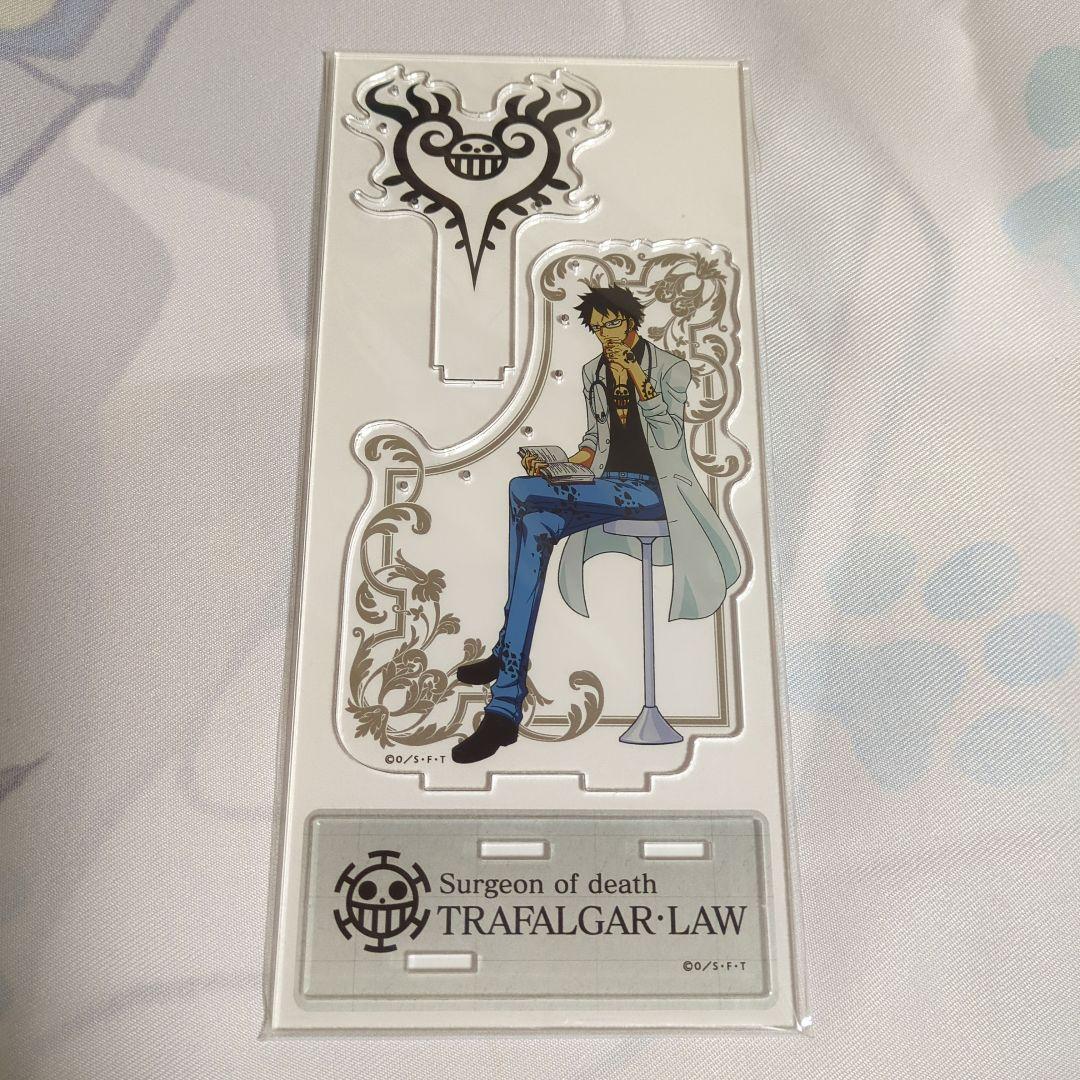 ©O/S・F・T
Surgeon of death
TRAFALGAR・LAW
©O/S・F・T